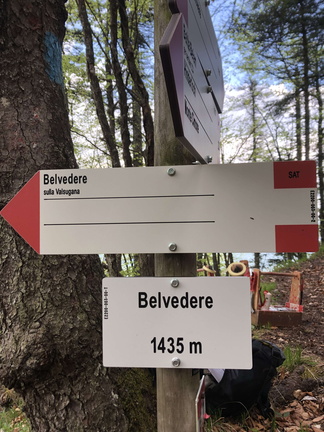 Belvedere
sulla Valsugana
SAT
Belvedere
1435 m